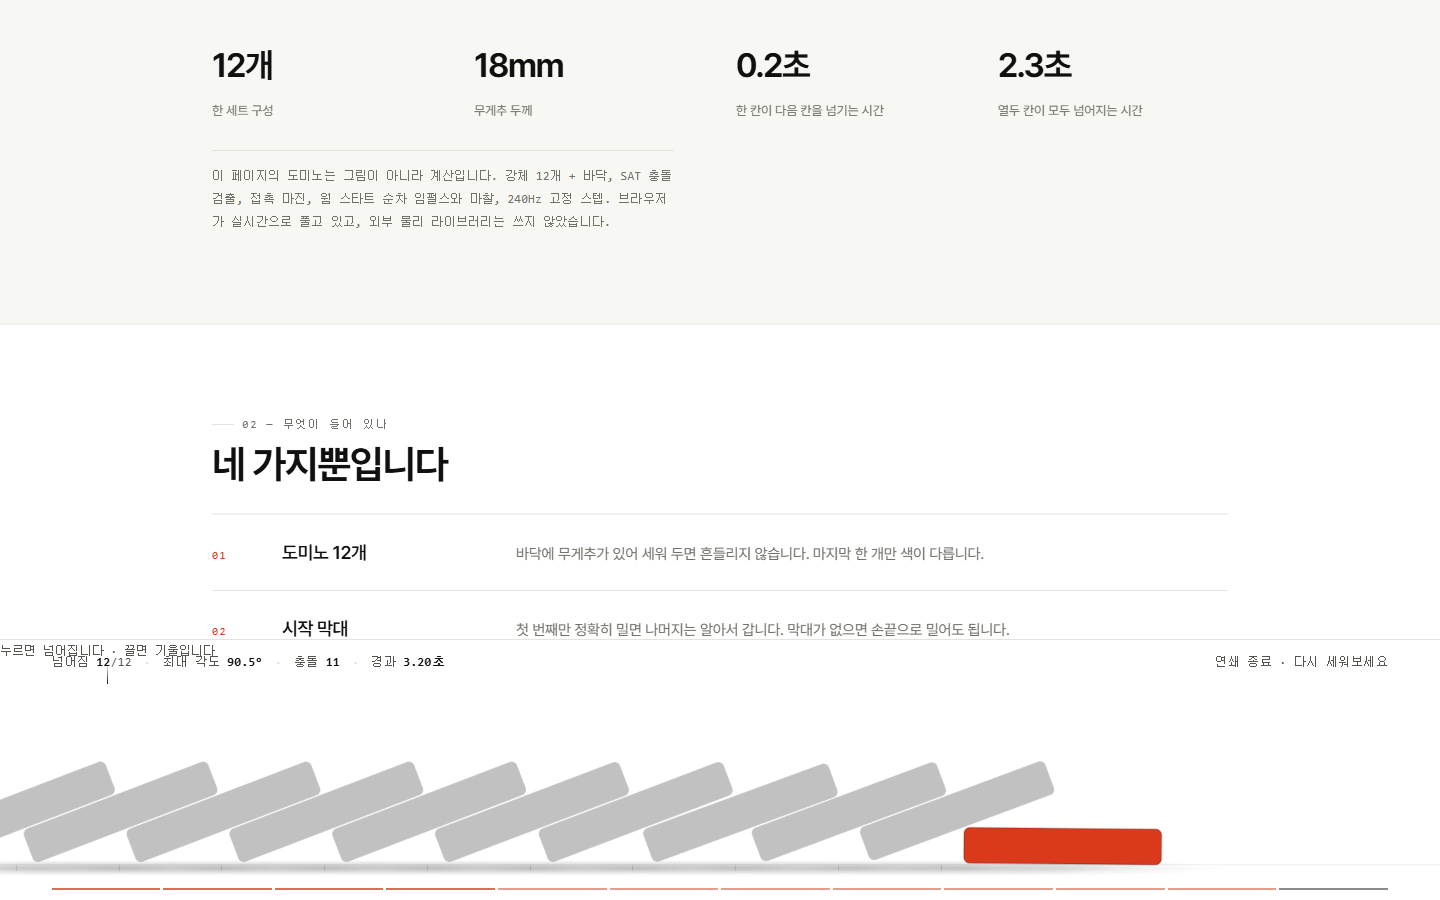 12개
18mm
0.2초
2.3초
한 세트 구성
무게추 두께
한 칸이 다음 칸을 넘기는 시간
열두 칸이 모두 넘어지는 시간
이 페이지의 도미노는 그림이 아니라 계산입니다. 강체 12개 + 바닥, SAT 충돌
검출, 접촉 마진, 웜 스타트 순차 임펄스와 마찰, 240Hz 고정 스텝. 브라우저
가 실시간으로 풀고 있고, 외부 물리 라이브러리는 쓰지 않았습니다.
02 — 무엇이 들어 있나
네 가지뿐입니다
01 도미노 12개 바닥에 무게추가 있어 세워 두면 흔들리지 않습니다. 마지막 한 개만 색이 다릅니다.
02 시작 막대 첫 번째만 정확히 밀면 나머지는 알아서 갑니다. 막대가 없으면 손끝으로 밀어도 됩니다.
누르면 넘어집니다 · 끌면 기울입니다
넘어짐 12/12 · 최대 각도 90.5° · 충돌 11 · 경과 3.20초
연쇄 종료 · 다시 세워보세요